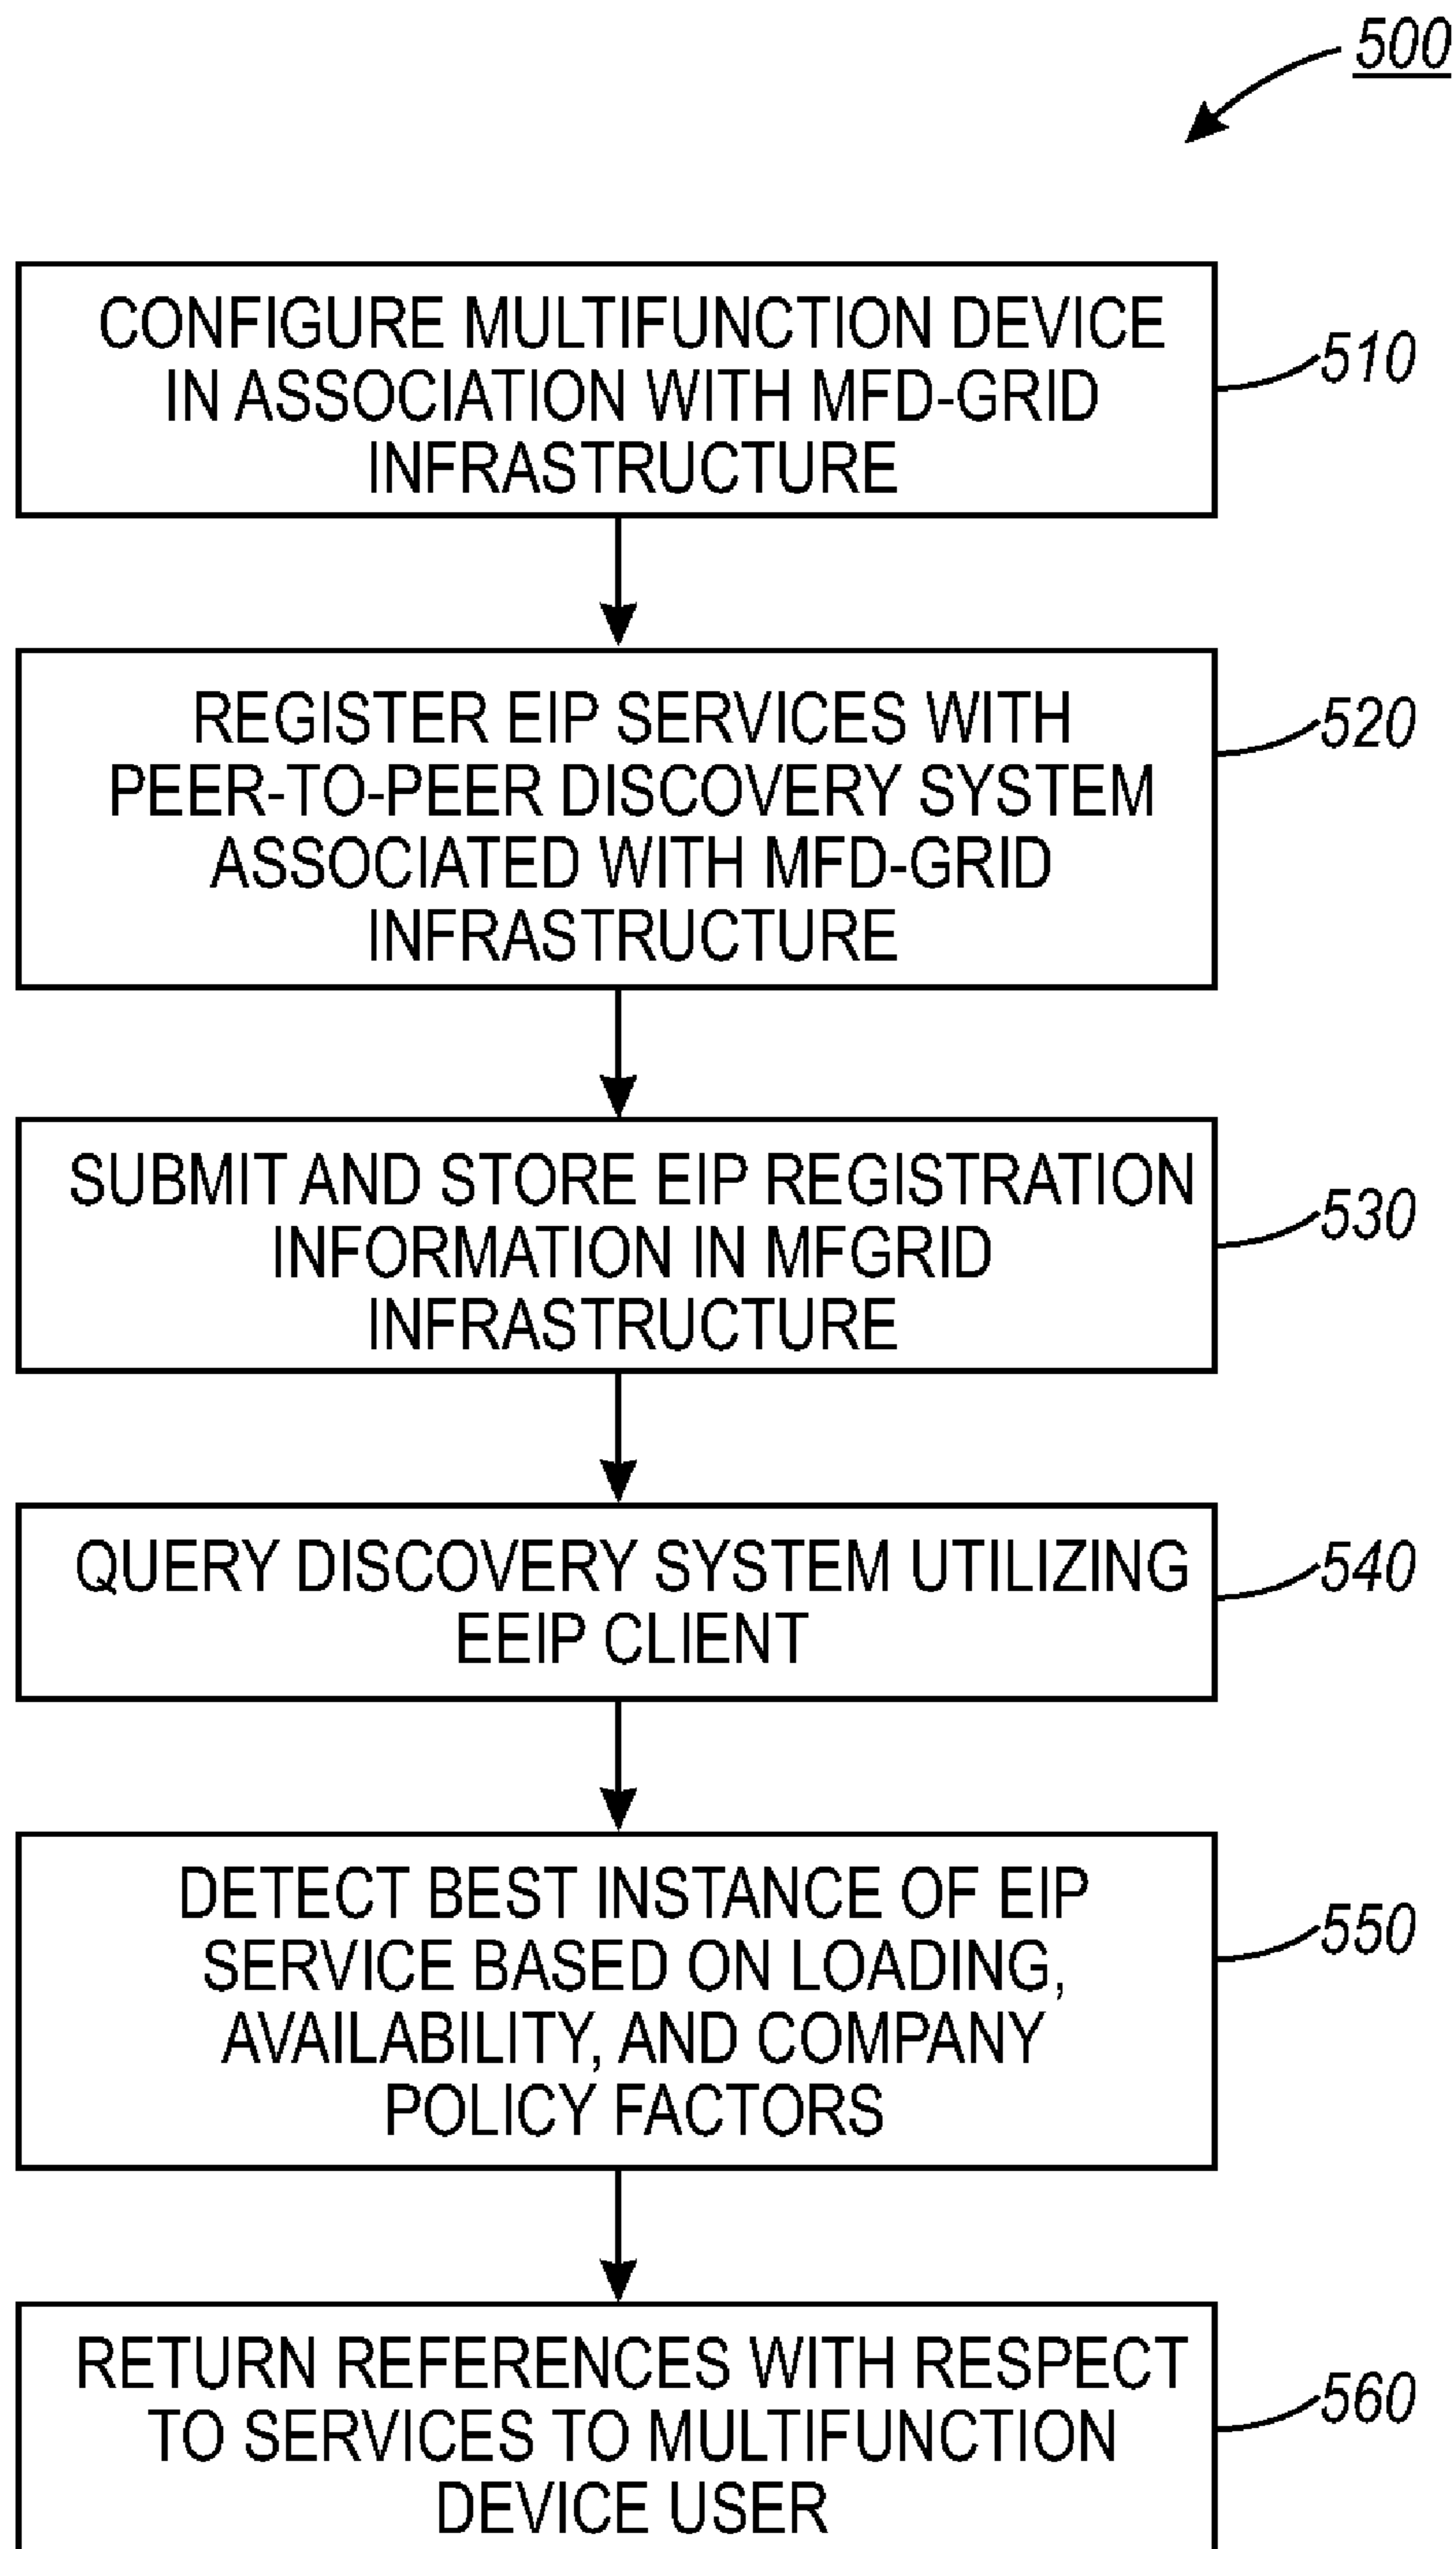 500
CONFIGURE MULTIFUNCTION DEVICE
IN ASSOCIATION WITH MFD-GRID
INFRASTRUCTURE
510
REGISTER EIP SERVICES WITH
PEER-TO-PEER DISCOVERY SYSTEM
ASSOCIATED WITH MFD-GRID
INFRASTRUCTURE
520
SUBMIT AND STORE EIP REGISTRATION
INFORMATION IN MFGRID
INFRASTRUCTURE
530
QUERY DISCOVERY SYSTEM UTILIZING
EEIP CLIENT
540
DETECT BEST INSTANCE OF EIP
SERVICE BASED ON LOADING,
AVAILABILITY, AND COMPANY
POLICY FACTORS
550
RETURN REFERENCES WITH RESPECT
TO SERVICES TO MULTIFUNCTION
DEVICE USER
560